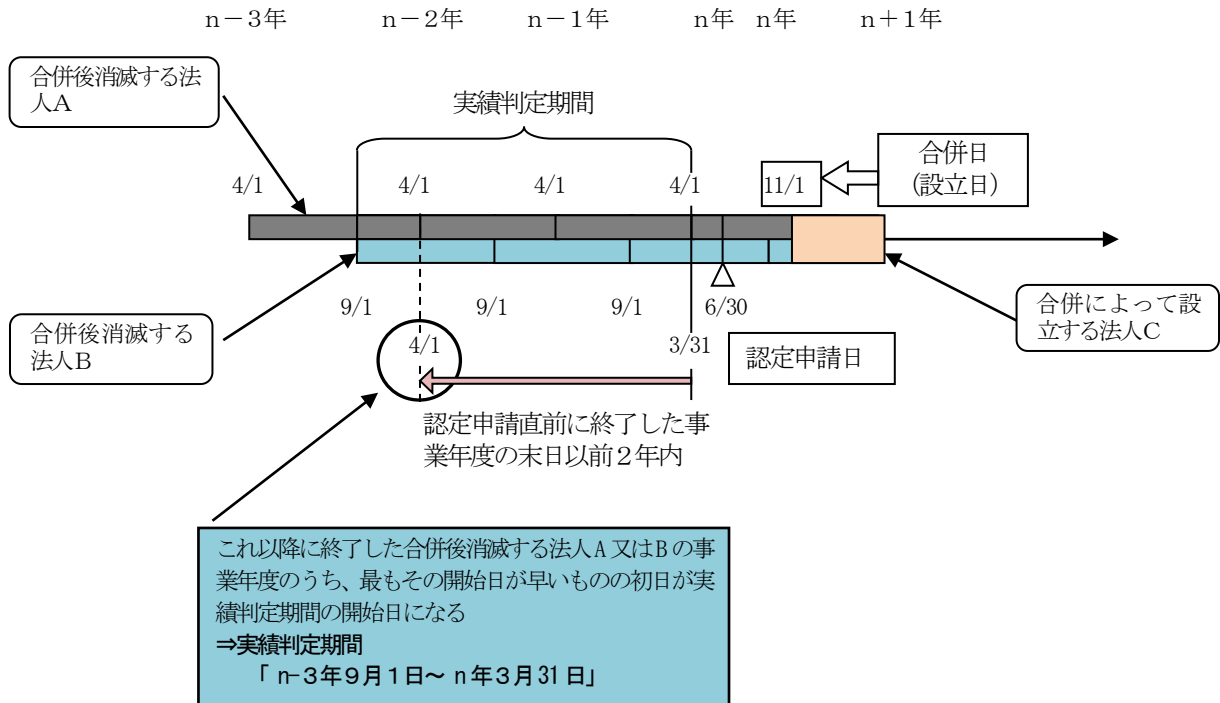 n-3年 n-2年 n-1年 n年 n年 n+1年
合併後消滅する法
人A
実績判定期間
合併日
(設立日)
4/1 4/1 4/1 4/1 11/1
9/1 9/1 9/1 6/30
合併後消滅する
法人B
合併によって設
立する法人C
4/1 3/31
認定申請日
認定申請直前に終了した事
業年度の末日以前2年内
これ以降に終了した合併後消滅する法人A又はBの事
業年度のうち、最もその開始日が早いものの初日が実
績判定期間の開始日になる
⇒実績判定期間
「n-3年9月1日~n年3月31日」